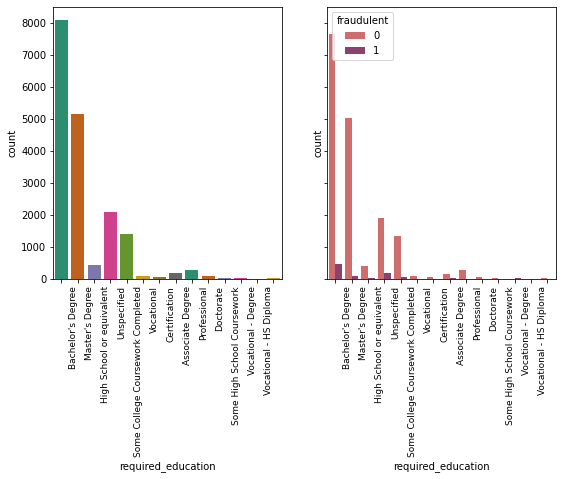 8000
7000
6000
5000
4000
3000
2000
1000
0
count
Bachelor's Degree
Master's Degree
High School or equivalent
Unspecified
Some College Coursework Completed
Vocational
Certification
Associate Degree
Professional
Doctorate
Some High School Coursework
Vocational - Degree
Vocational - HS Diploma
required_education
fraudulent
0
1
count
Bachelor's Degree
Master's Degree
High School or equivalent
Unspecified
Some College Coursework Completed
Vocational
Certification
Associate Degree
Professional
Doctorate
Some High School Coursework
Vocational - Degree
Vocational - HS Diploma
required_education